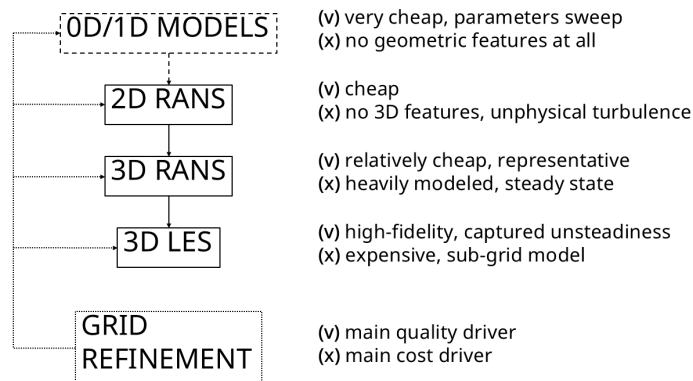 0D/1D MODELS
(v) very cheap, parameters sweep
(x) no geometric features at all
2D RANS
(v) cheap
(x) no 3D features, unphysical turbulence
3D RANS
(v) relatively cheap, representative
(x) heavily modeled, steady state
3D LES
(v) high-fidelity, captured unsteadiness
(x) expensive, sub-grid model
GRID
REFINEMENT
(v) main quality driver
(x) main cost driver